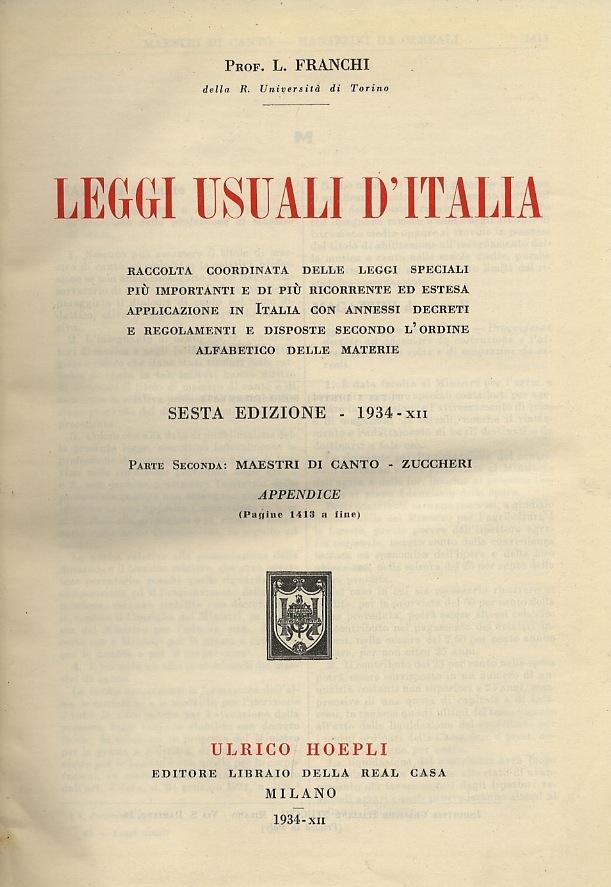 Prof. L. FRANCHI
della R. Università di Torino
LEGGI USUALI D'ITALIA
RACCOLTA COORDINATA DELLE LEGGI SPECIALI
PIÙ IMPORTANTI E DI PIÙ RICORRENTE ED ESTESA
APPLICAZIONE IN ITALIA CON ANNESSI DECRETI
E REGOLAMENTI E DISPOSTE SECONDO L'ORDINE
ALFABETICO DELLE MATERIE
SESTA EDIZIONE - 1934-XII
Parte Seconda: MAESTRI DI CANTO - ZUCCHERI
APPENDICE
(Pagine 1413 a fine)
ULRICO HOEPLI
EDITORE LIBRAIO DELLA REAL CASA
MILANO
1934-XII